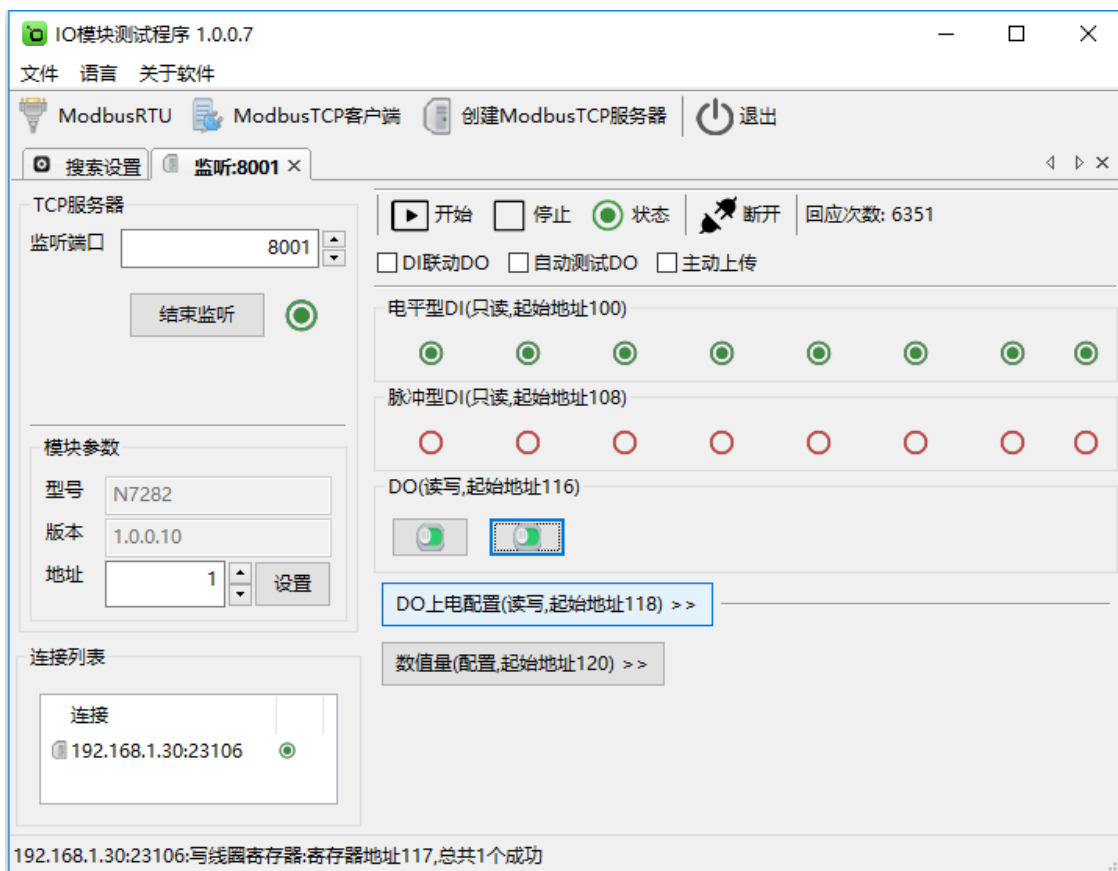 IO模块测试程序 1.0.0.7
文件 语言 关于软件
ModbusRTU ModbusTCP客户端 创建ModbusTCP服务器 退出
搜索设置 监听:8001
TCP服务器
监听端口 8001
结束监听
模块参数
型号 N7282
版本 1.0.0.10
地址 1 设置
连接列表
连接
192.168.1.30:23106
开始 停止 状态 断开 回应次数: 6351
DI联动DO 自动测试DO 主动上传
电平型DI(只读,起始地址100)
脉冲型DI(只读,起始地址108)
DO(读写,起始地址116)
DO上电配置(读写,起始地址118) >>
数值量(配置,起始地址120) >>
192.168.1.30:23106:写线圈寄存器:寄存器地址117,总共1个成功